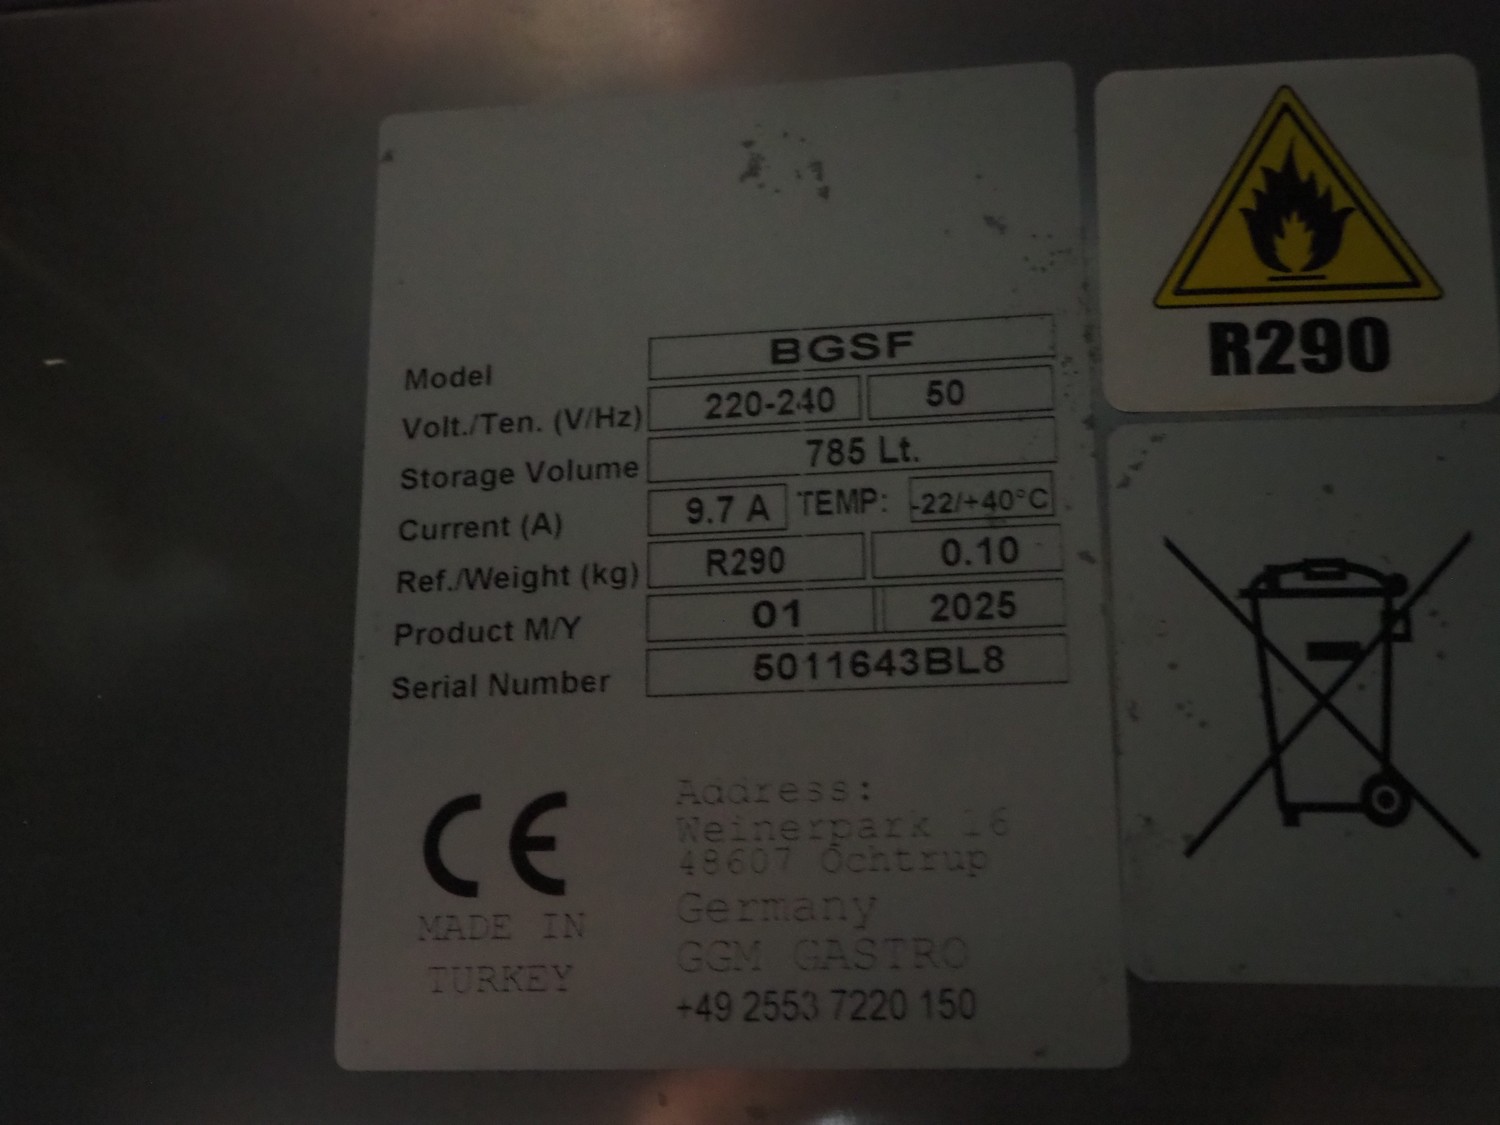 Model BGSF
Volt./Ten. (V/Hz) 220-240 50
Storage Volume 785 Lt.
Current (A) 9.7 A TEMP: -22/+40°C
Ref./Weight (kg) R290 0.10
Product M/Y 01 2025
Serial Number 5011643BL8
CE
MADE IN
TURKEY
Address:
Weinerpark 16
48607 Ochtrup
Germany
GGM GASTRO
+49 2553 7220 150
R290